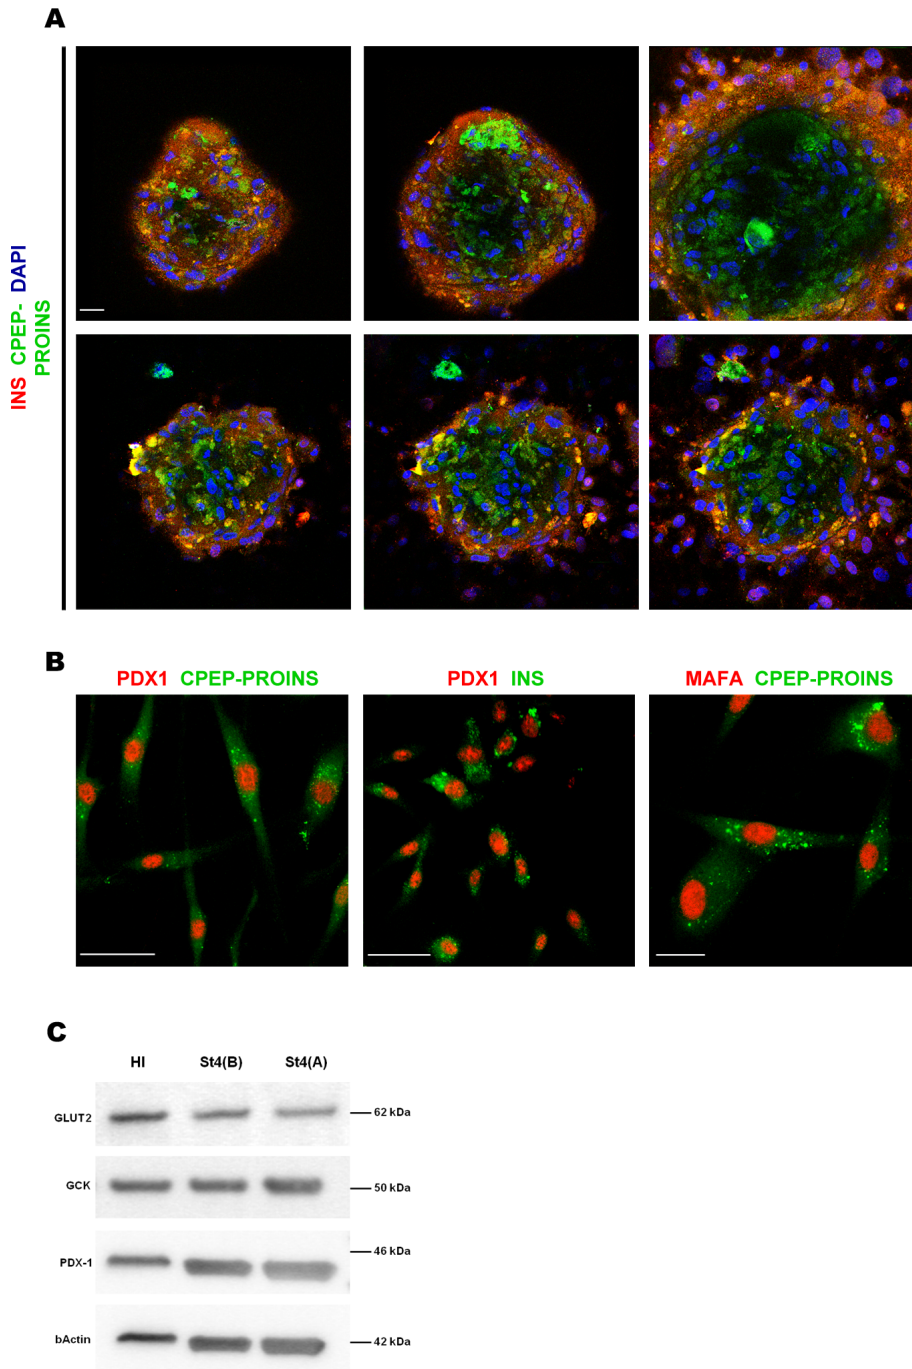 A
INS CPEP- DAPI
PROINS
B
PDX1 CPEP-PROINS
PDX1 INS
MAFA CPEP-PROINS
C
HI St4(B) St4(A)
GLUT2
62 kDa
GCK
50 kDa
46 kDa
PDX-1
bActin
42 kDa